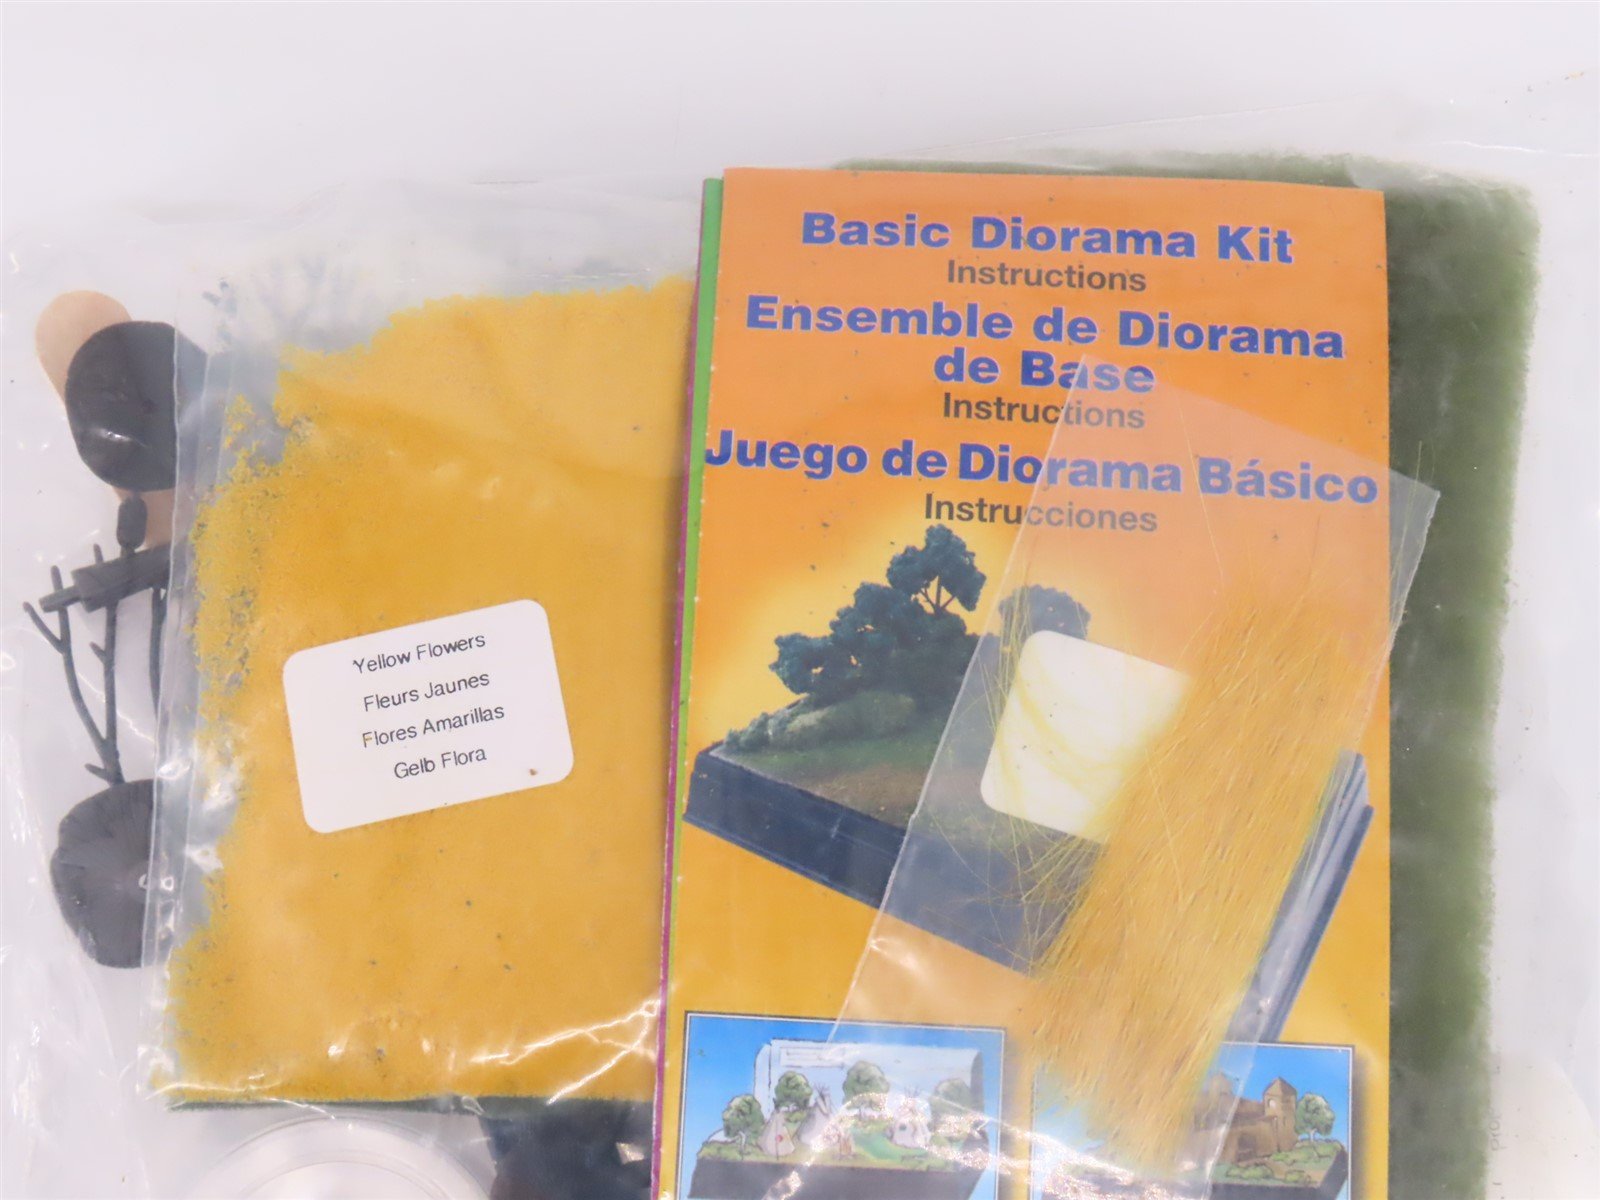 Basic Diorama Kit
Instructions
Ensemble de Diorama
de Base
Instructions
Juego de Diorama Básico
Instrucciones
Yellow Flowers
Fleurs Jaunes
Flores Amarillas
Gelb Flora